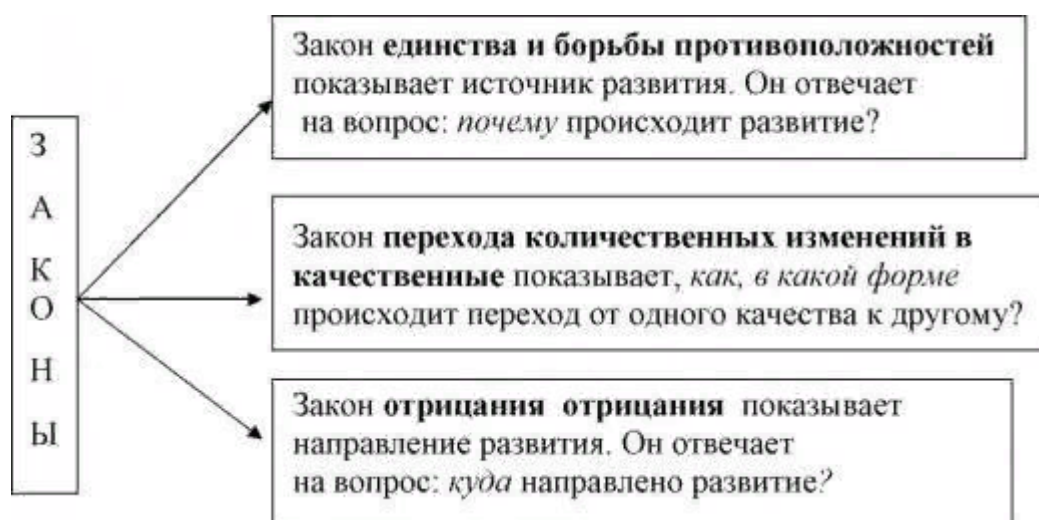 З
А
К
О
Н
Ы
Закон единства и борьбы противоположностей
показывает источник развития. Он отвечает
на вопрос: почему происходит развитие?
Закон перехода количественных изменений в
качественные показывает, как, в какой форме
происходит переход от одного качества к другому?
Закон отрицания отрицания показывает
направление развития. Он отвечает
на вопрос: куда направлено развитие?